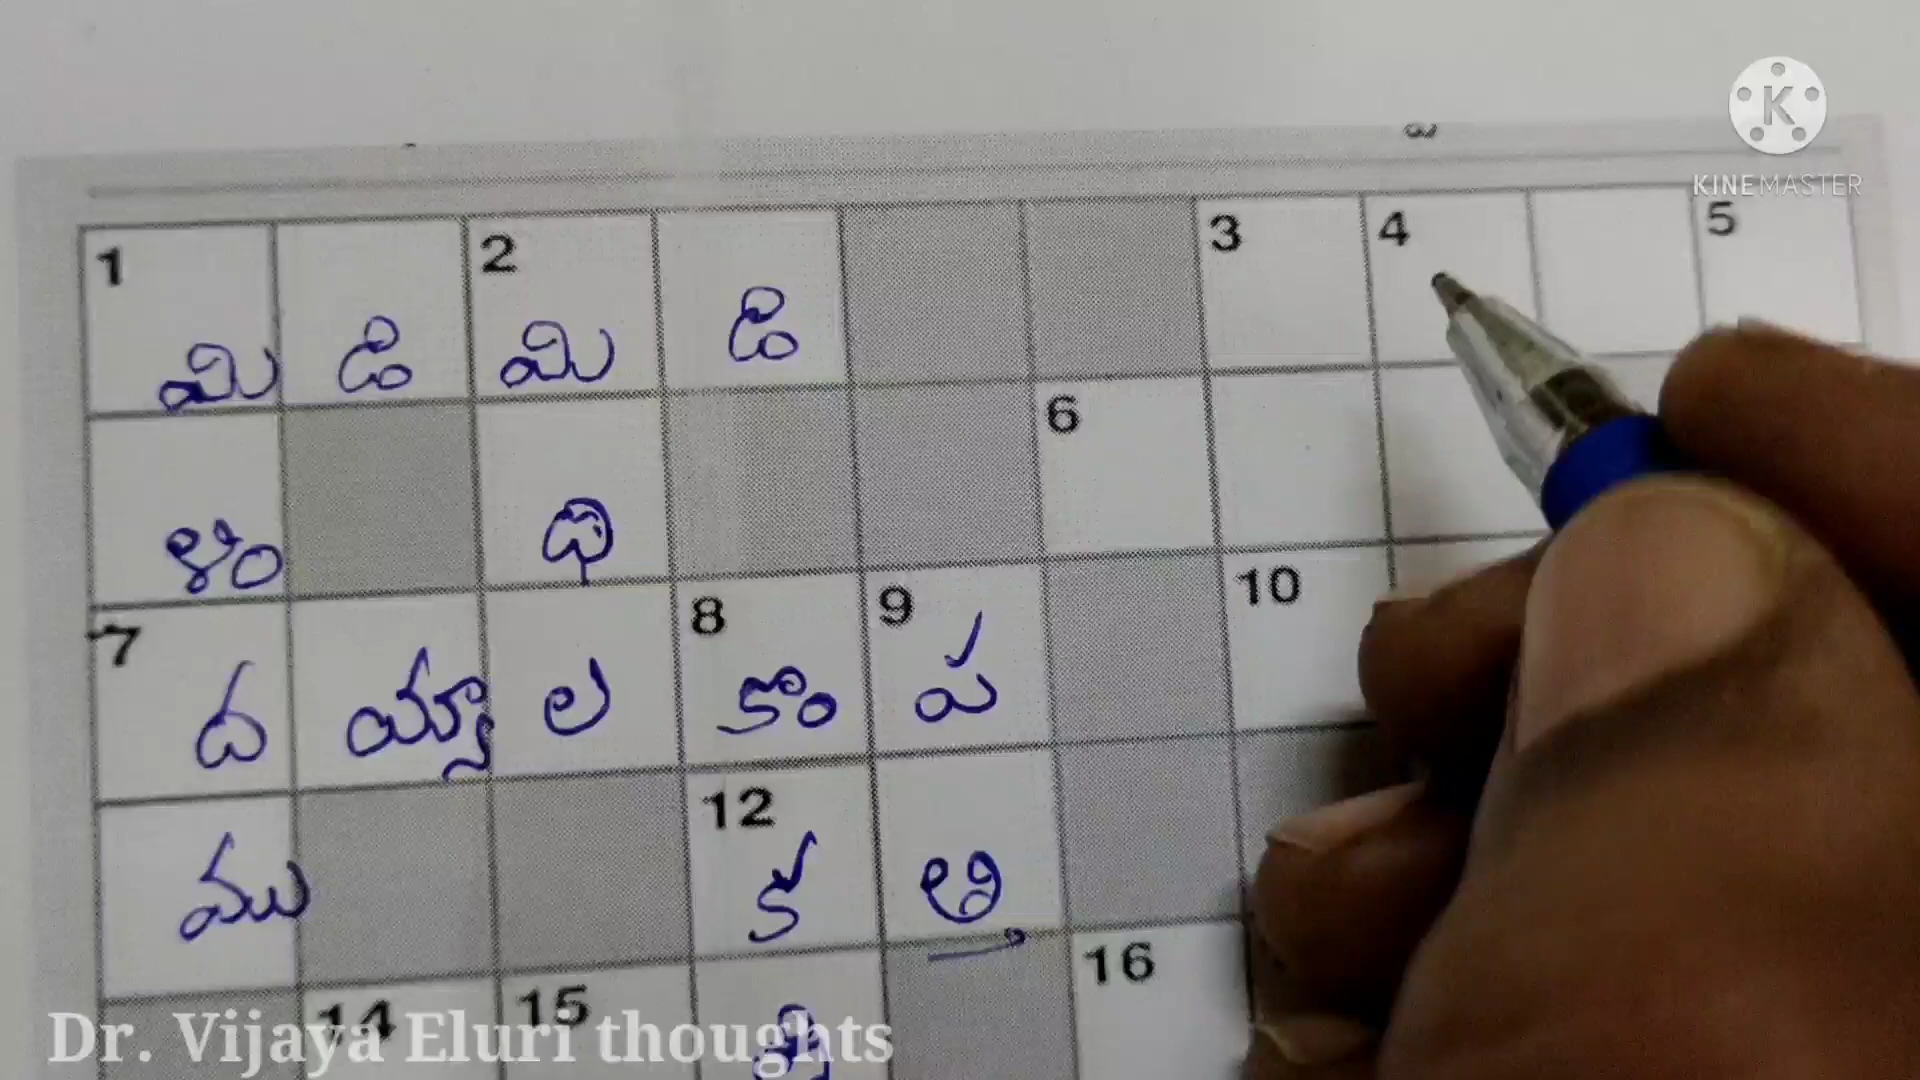 KINEMASTER
1 2 3 4 5
మి డి మి డి
6
ళిం థి
7 8 9 10
ద య్యా ల కొం ప
12
ము కే తి
16
14 15
Dr. Vijaya Eluri thoughts